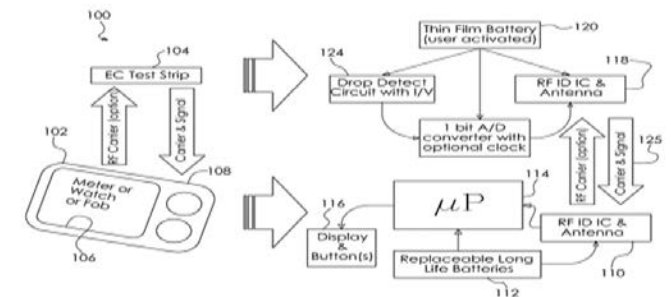 100
104
EC Test Strip
RF Carrier (option)
Carrier & Signal
102
108
Meter or
Watch
or Fob
106
Thin Film Battery
(user activated)
120
124
Drop Detect
Circuit with I/V
118
RF ID IC &
Antenna
1 bit A/D
converter with
optional clock
RF Carrier (option)
Carrier & Signal
125
116
μP
114
Display
&
Button(s)
RF ID IC &
Antenna
110
Replaceable Long
Life Batteries
112